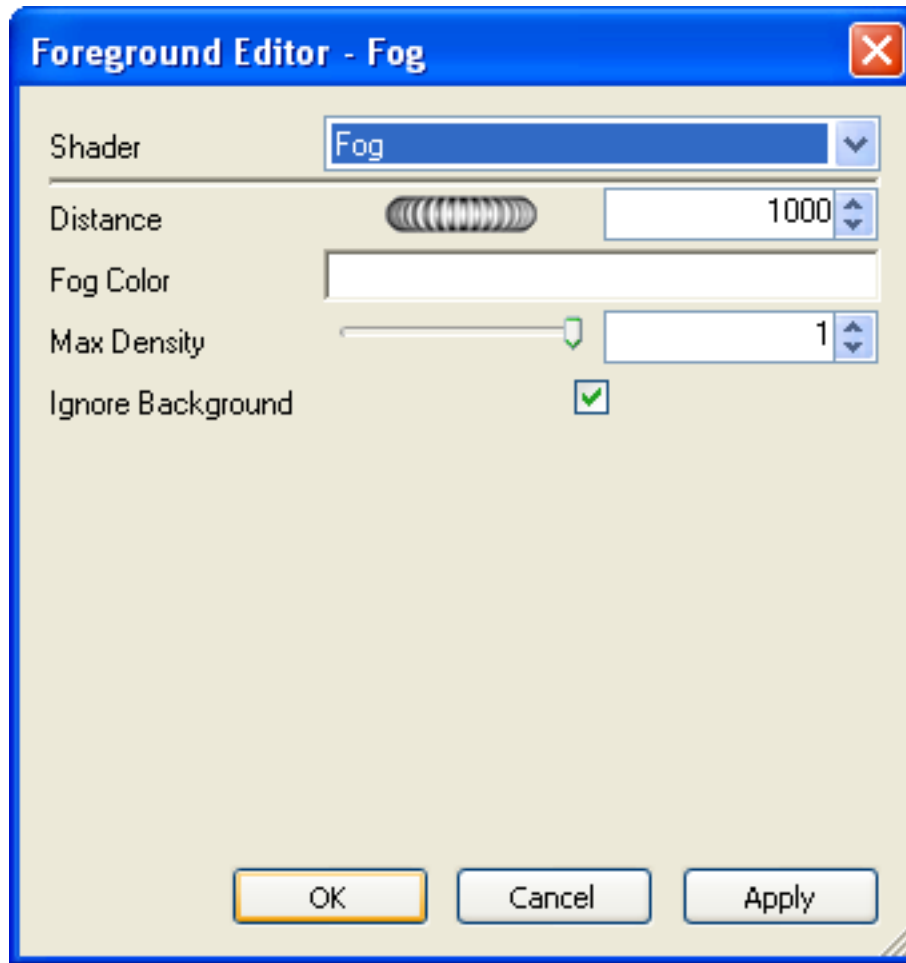 Foreground Editor - Fog
Shader Fog
Distance 1000
Fog Color
Max Density 1
Ignore Background
OK Cancel Apply